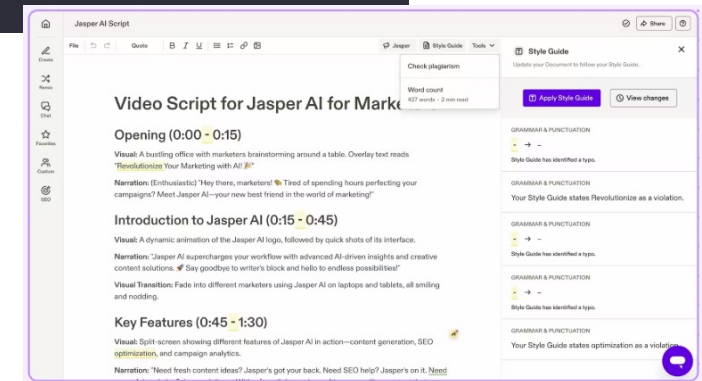 Jasper AI Script
Share
File
Quote
B I U
Jasper
Style Guide
Tools
Create
Remix
Chat
Favorites
Custom
SEO
Check plagiarism
Word count
427 words - 2 min read
Video Script for Jasper AI for Marke
Opening (0:00 - 0:15)
Visual: A bustling office with marketers brainstorming around a table. Overlay text reads
"Revolutionize Your Marketing with AI! 🎉"
Narration: (Enthusiastic) "Hey there, marketers! 🎨 Tired of spending hours perfecting your
campaigns? Meet Jasper AI—your new best friend in the world of marketing!"
Introduction to Jasper AI (0:15 - 0:45)
Visual: A dynamic animation of the Jasper AI logo, followed by quick shots of its interface.
Narration: "Jasper AI supercharges your workflow with advanced AI-driven insights and creative
content solutions. 🚀 Say goodbye to writer's block and hello to endless possibilities!"
Visual Transition: Fade into different marketers using Jasper AI on laptops and tablets, all smiling
and nodding.
Key Features (0:45 - 1:30)
Visual: Split-screen showing different features of Jasper AI in action—content generation, SEO
optimization, and campaign analytics.
Narration: "Need fresh content ideas? Jasper's got your back. Need SEO help? Jasper's on it. Need
Style Guide
Update your Document to follow your Style Guide.
Apply Style Guide
View changes
GRAMMAR & PUNCTUATION
- → –
Style Guide has identified a typo.
GRAMMAR & PUNCTUATION
Your Style Guide states Revolutionize as a violation.
GRAMMAR & PUNCTUATION
- → –
Style Guide has identified a typo.
GRAMMAR & PUNCTUATION
- → –
Style Guide has identified a typo.
GRAMMAR & PUNCTUATION
Your Style Guide states optimization as a violation.